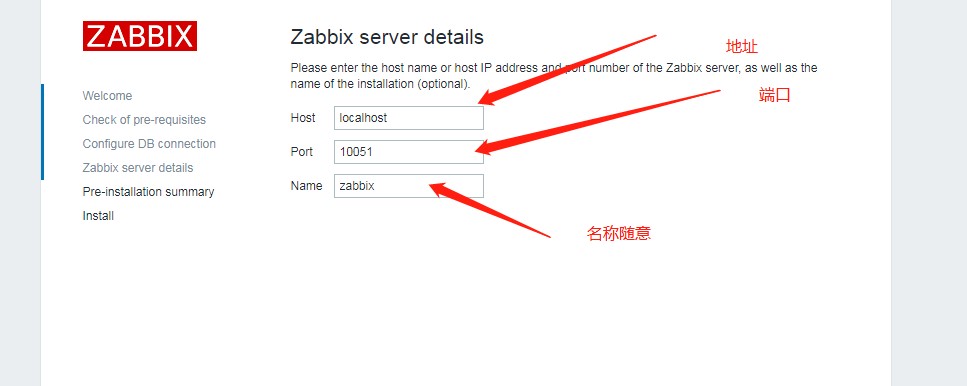 ZABBIX
Zabbix server details
地址
Please enter the host name or host IP address and port number of the Zabbix server, as well as the
name of the installation (optional).
端口
Welcome
Check of pre-requisites
Configure DB connection
Zabbix server details
Pre-installation summary
Install
Host localhost
Port 10051
Name zabbix
名称随意